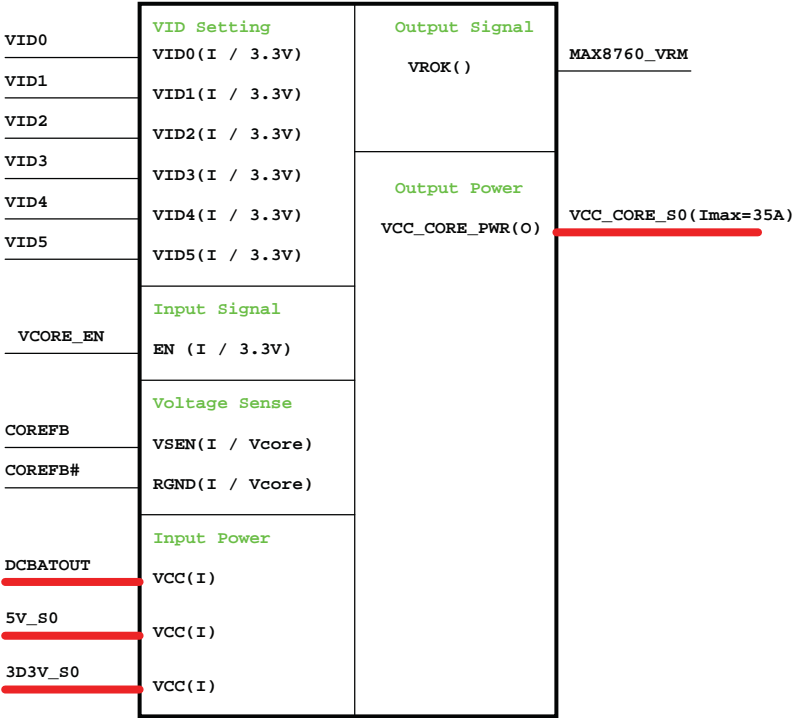 VID0
VID1
VID2
VID3
VID4
VID5
VCORE_EN
COREFB
COREFB#
DCBATOUT
5V_S0
3D3V_S0
VID Setting
VID0(I / 3.3V)
VID1(I / 3.3V)
VID2(I / 3.3V)
VID3(I / 3.3V)
VID4(I / 3.3V)
VID5(I / 3.3V)
Input Signal
EN (I / 3.3V)
Voltage Sense
VSEN(I / Vcore)
RGND(I / Vcore)
Input Power
VCC(I)
VCC(I)
VCC(I)
Output Signal
VROK()
Output Power
VCC_CORE_PWR(O)
MAX8760_VRM
VCC_CORE_S0(Imax=35A)